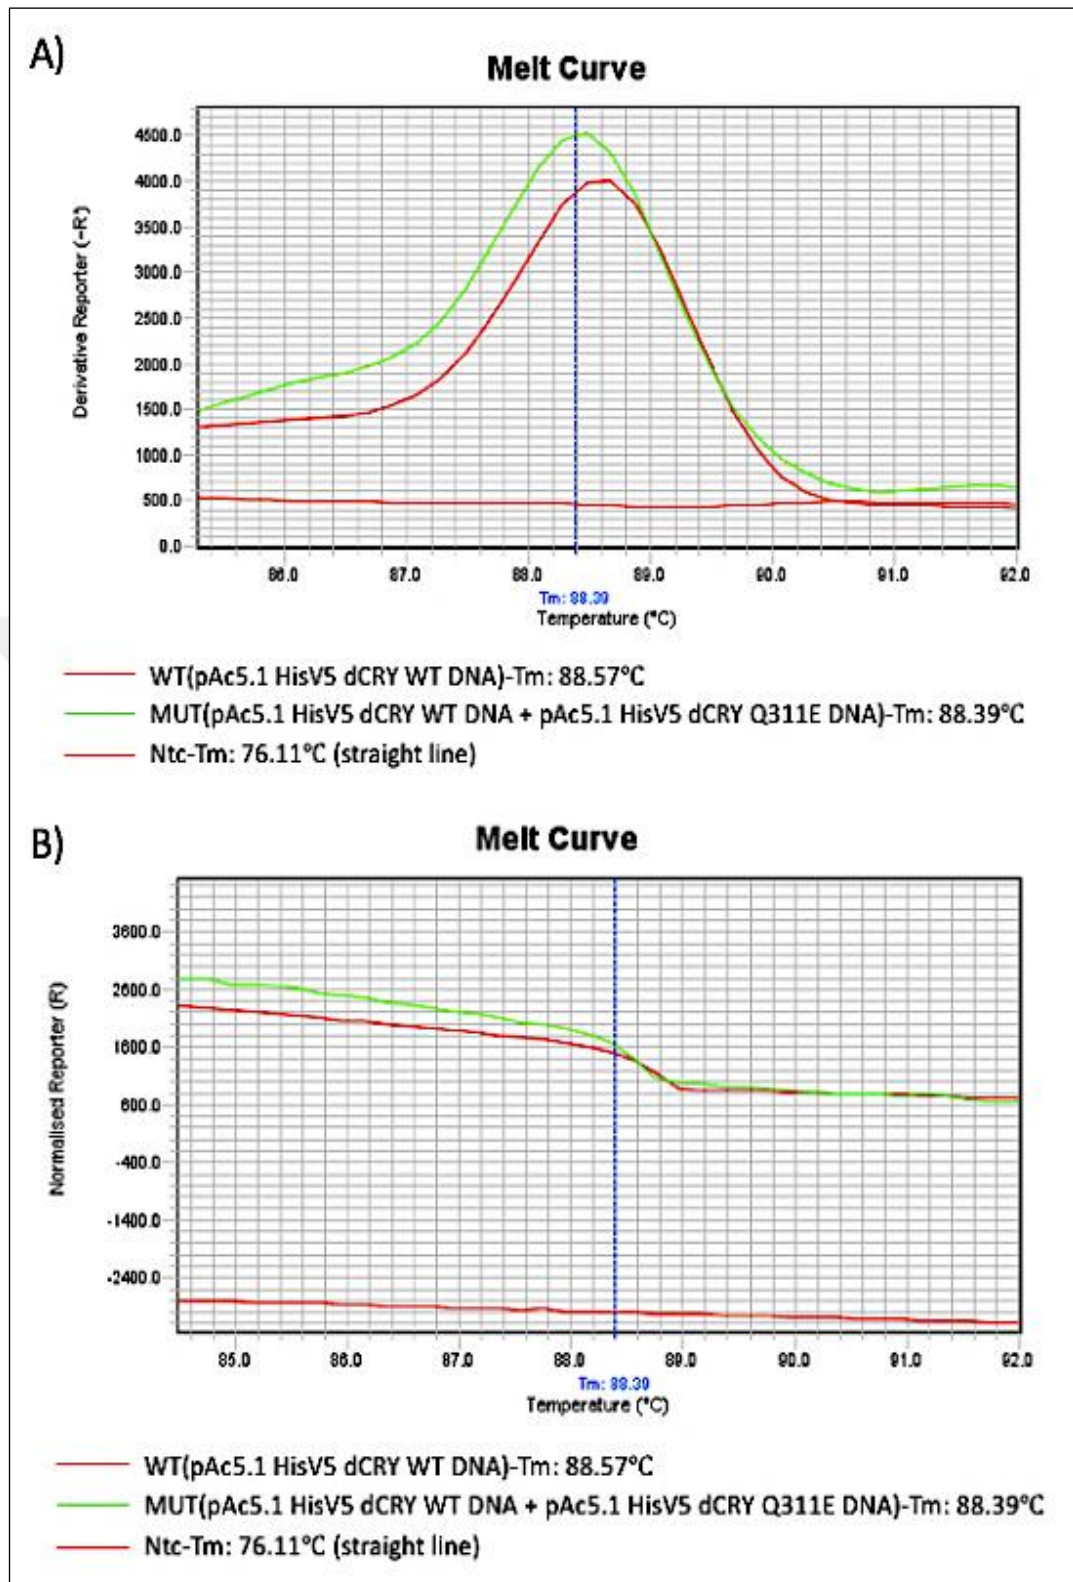 A)
Melt Curve
Derivative Reporter (-R')
4500.0
4000.0
3500.0
3000.0
2500.0
2000.0
1500.0
1000.0
500.0
0.0
86.0 87.0 88.0 89.0 90.0 91.0 92.0
Tm: 88.39
Temperature (°C)
WT(pAc5.1 HisV5 dCRY WT DNA)-Tm: 88.57°C
MUT(pAc5.1 HisV5 dCRY WT DNA + pAc5.1 HisV5 dCRY Q311E DNA)-Tm: 88.39°C
Ntc-Tm: 76.11°C (straight line)
B)
Melt Curve
Normalised Reporter (R)
3600.0
2600.0
1600.0
600.0
-400.0
-1400.0
-2400.0
85.0 86.0 87.0 88.0 89.0 90.0 91.0 92.0
Tm: 88.39
Temperature (°C)
WT(pAc5.1 HisV5 dCRY WT DNA)-Tm: 88.57°C
MUT(pAc5.1 HisV5 dCRY WT DNA + pAc5.1 HisV5 dCRY Q311E DNA)-Tm: 88.39°C
Ntc-Tm: 76.11°C (straight line)